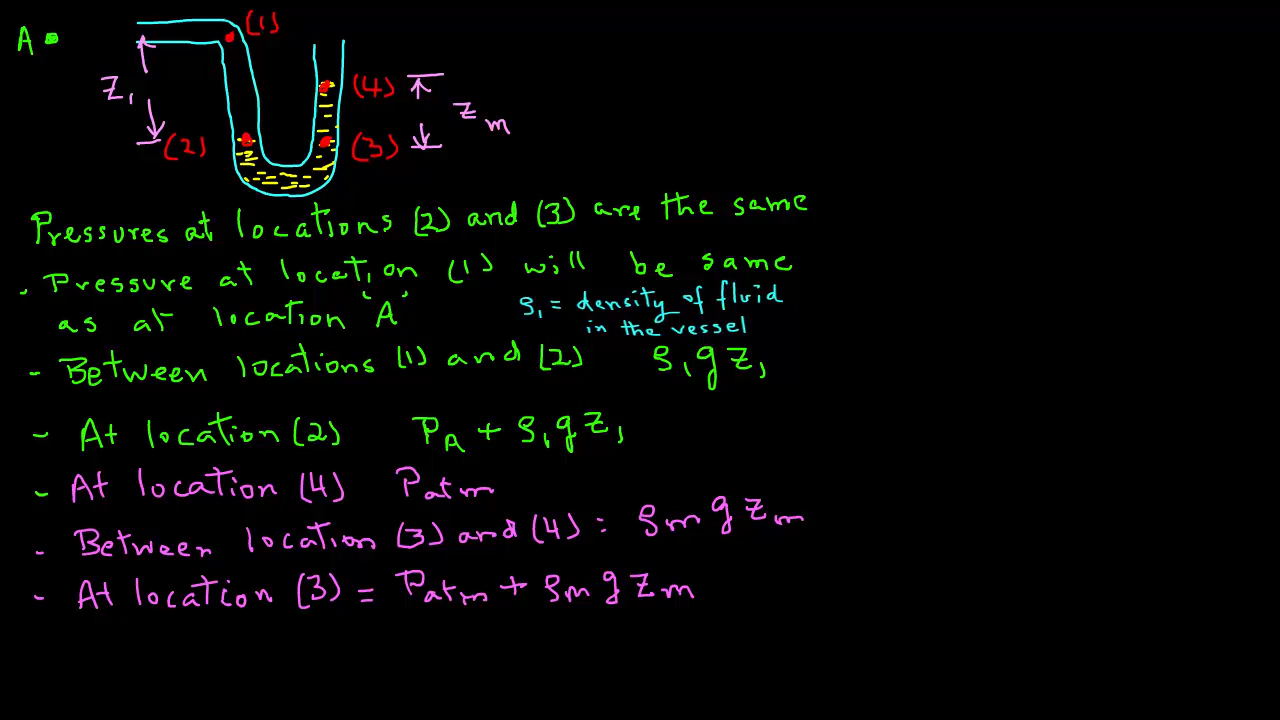 A
(1)
Z₁
(4)
Zm
(2)
(3)
Pressures at locations (2) and (3) are the same
. Pressure at location (1) will be same
as at location 'A'
ρ₁ = density of fluid
in the vessel
- Between locations (1) and (2) ρ₁gz₁
- At location (2) P_A + ρ₁gz₁
- At location (4) Patm
- Between location (3) and (4): ρm g Zm
- At location (3) = Patm + ρm g Zm